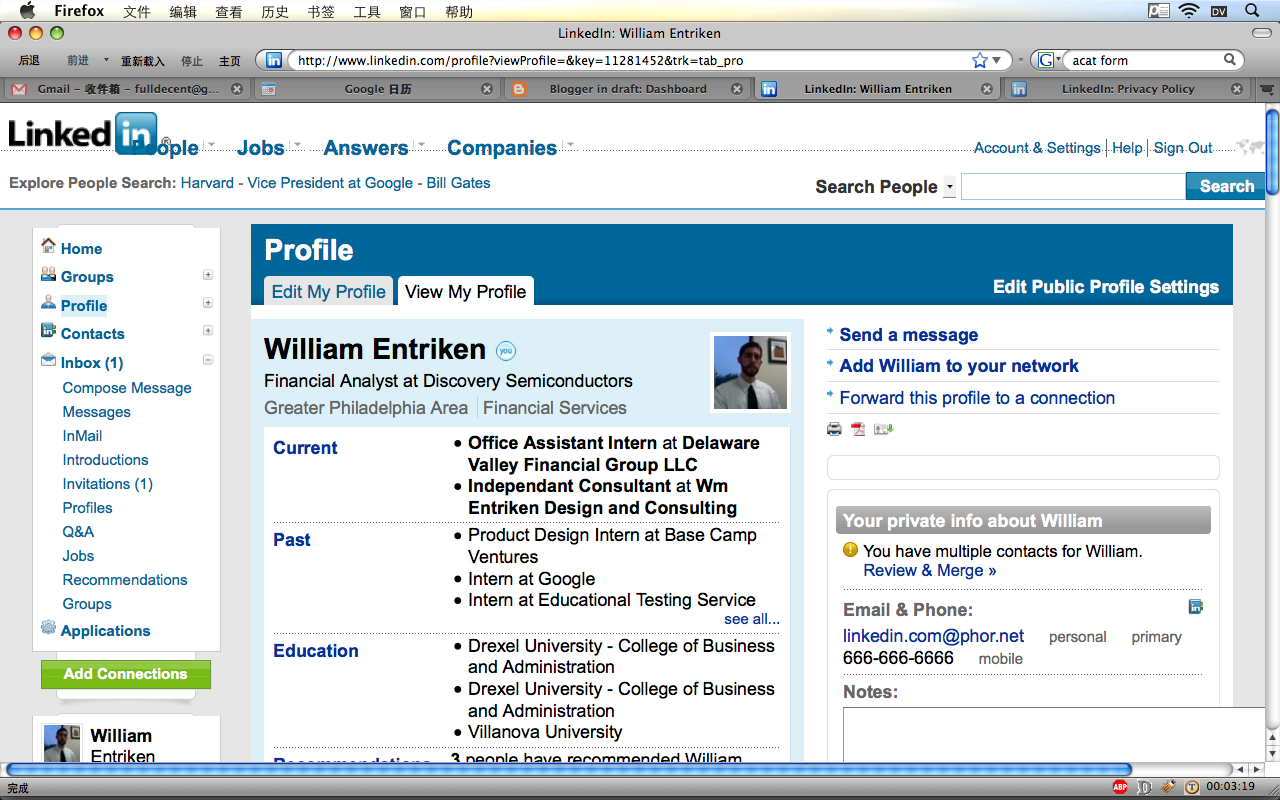 Firefox 文件 编辑 查看 历史 书签 工具 窗口 帮助 DV
LinkedIn: William Entriken
后退 前进 重新载入 停止 主页 http://www.linkedin.com/profile?viewProfile=&key=11281452&trk=tab_pro acat form
Gmail – 收件箱 – fulldecent@g... Google 日历 Blogger in draft: Dashboard LinkedIn: William Entriken LinkedIn: Privacy Policy
Linked in People Jobs Answers Companies Account & Settings | Help | Sign Out
Explore People Search: Harvard - Vice President at Google - Bill Gates
Search People Search
Home
Groups
Profile
Contacts
Inbox (1)
Compose Message
Messages
InMail
Introductions
Invitations (1)
Profiles
Q&A
Jobs
Recommendations
Groups
Applications
Add Connections
William
Entriken
Profile
Edit My Profile View My Profile Edit Public Profile Settings
William Entriken you
Financial Analyst at Discovery Semiconductors
Greater Philadelphia Area | Financial Services
Current
• Office Assistant Intern at Delaware
Valley Financial Group LLC
• Independant Consultant at Wm
Entriken Design and Consulting
Past
• Product Design Intern at Base Camp
Ventures
• Intern at Google
• Intern at Educational Testing Service
see all...
Education
• Drexel University - College of Business
and Administration
• Drexel University - College of Business
and Administration
• Villanova University
Recommendations 3 people have recommended William
Send a message
Add William to your network
Forward this profile to a connection
Your private info about William
You have multiple contacts for William.
Review & Merge »
Email & Phone:
linkedin.com@phor.net personal primary
666-666-6666 mobile
Notes:
完成 ABP 00:03:19